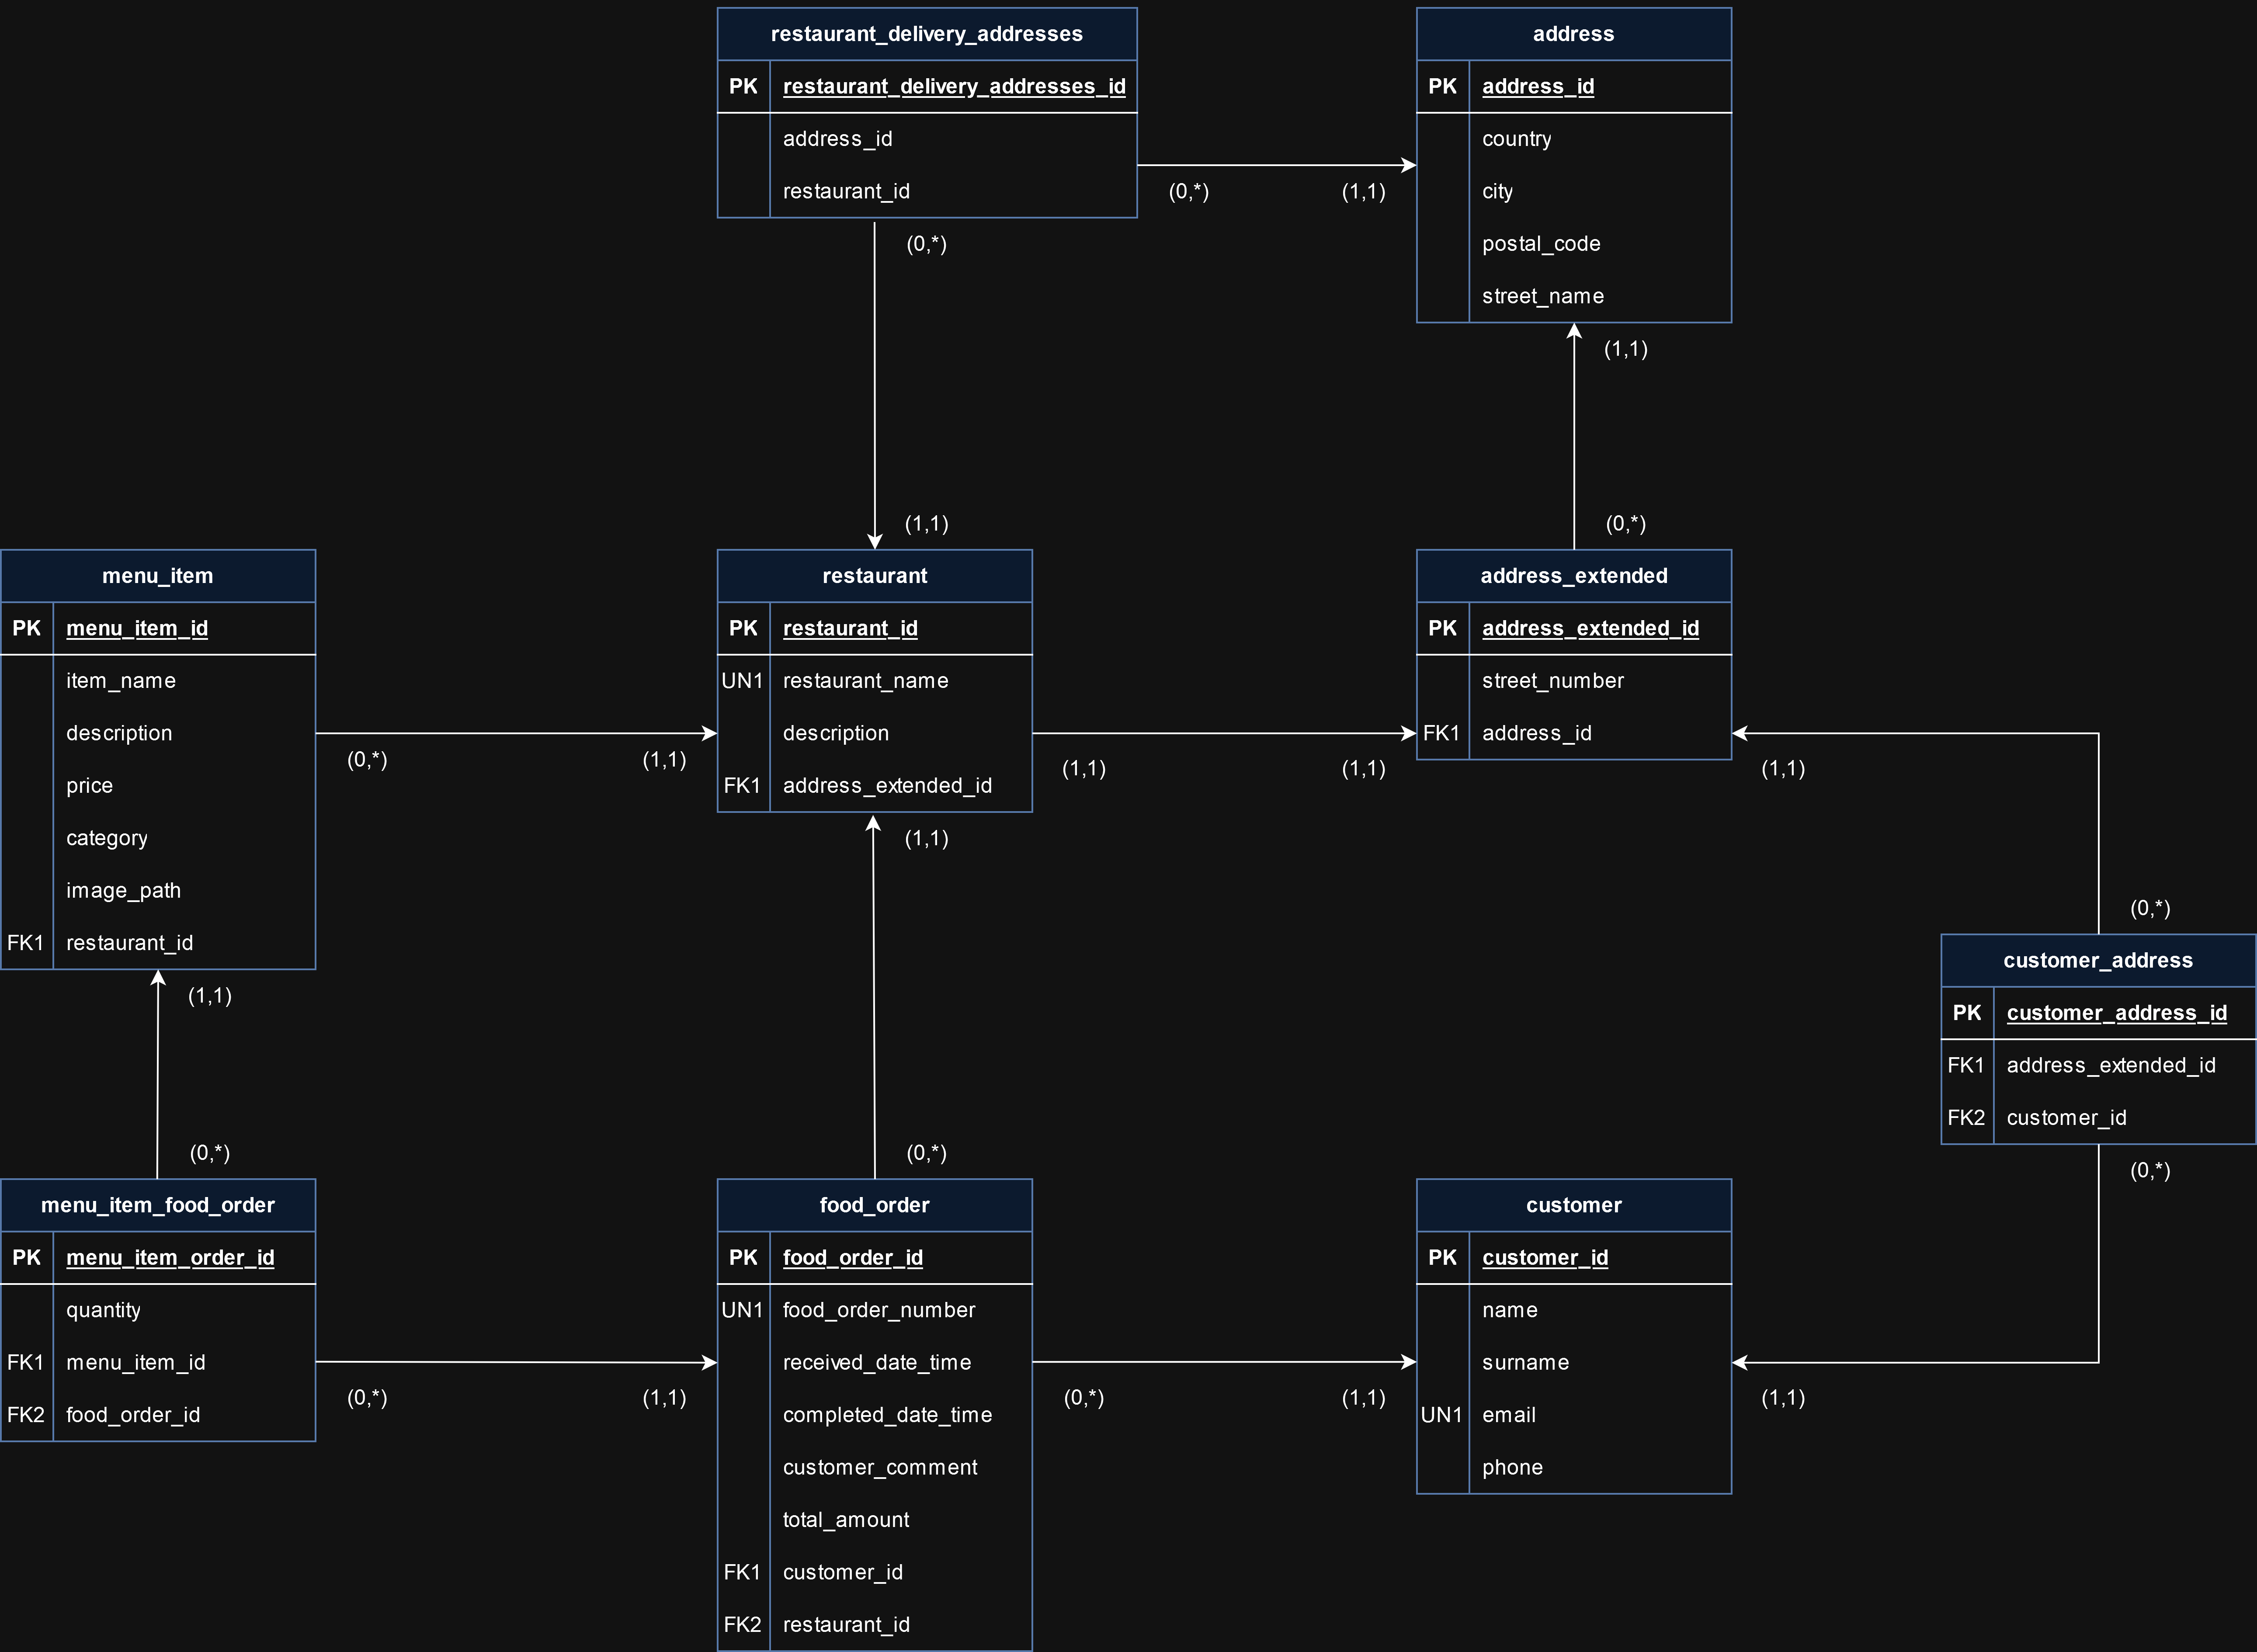 restaurant_delivery_addresses
PK restaurant_delivery_addresses_id
address_id
restaurant_id
address
PK address_id
country
city
postal_code
street_name
(0,*)
(1,1)
(0,*)
(1,1)
(1,1)
(0,*)
menu_item
PK menu_item_id
item_name
description
price
category
image_path
FK1 restaurant_id
(0,*)
(1,1)
restaurant
PK restaurant_id
UN1 restaurant_name
description
FK1 address_extended_id
(1,1)
(1,1)
address_extended
PK address_extended_id
street_number
FK1 address_id
(1,1)
(1,1)
(0,*)
customer_address
PK customer_address_id
FK1 address_extended_id
FK2 customer_id
(0,*)
(1,1)
(0,*)
(0,*)
menu_item_food_order
PK menu_item_order_id
quantity
FK1 menu_item_id
FK2 food_order_id
(0,*)
(1,1)
food_order
PK food_order_id
UN1 food_order_number
received_date_time
completed_date_time
customer_comment
total_amount
FK1 customer_id
FK2 restaurant_id
(0,*)
(1,1)
customer
PK customer_id
name
surname
UN1 email
phone
(1,1)